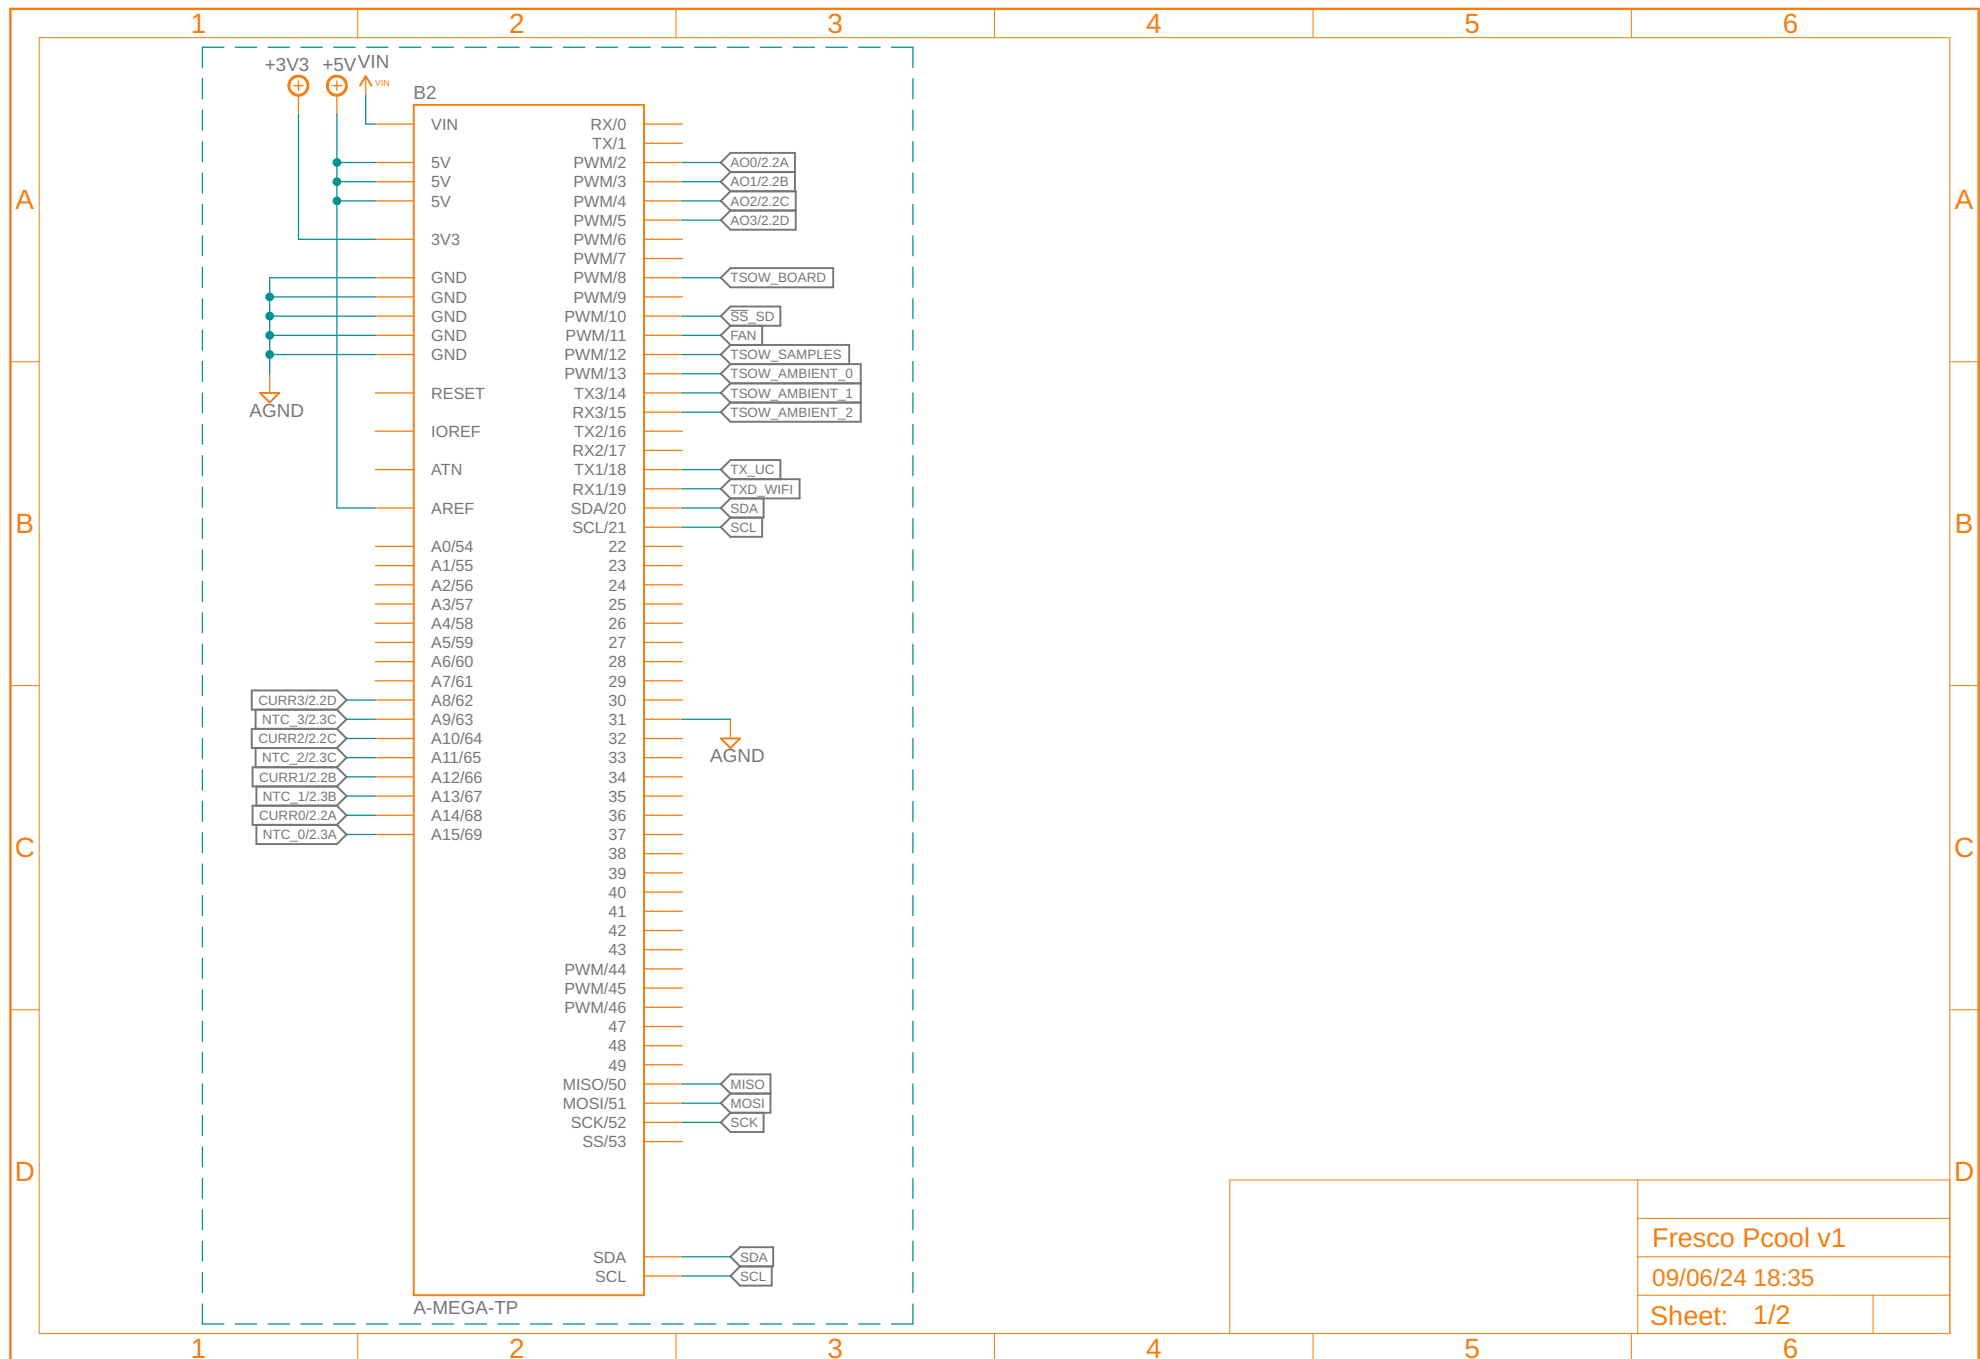 1 2 3 4 5 6
+3V3 +5V VIN
VIN
B2
VIN RX/0
TX/1
5V PWM/2 AO0/2.2A
5V PWM/3 AO1/2.2B
A 5V PWM/4 AO2/2.2C A
PWM/5 AO3/2.2D
3V3 PWM/6
PWM/7
GND PWM/8 TSOW_BOARD
GND PWM/9
GND PWM/10 SS_SD
GND PWM/11 FAN
GND PWM/12 TSOW_SAMPLES
PWM/13 TSOW_AMBIENT_0
RESET TX3/14 TSOW_AMBIENT_1
AGND RX3/15 TSOW_AMBIENT_2
IOREF TX2/16
RX2/17
ATN TX1/18 TX_UC
RX1/19 TXD_WIFI
AREF SDA/20 SDA
B SCL/21 SCL B
A0/54 22
A1/55 23
A2/56 24
A3/57 25
A4/58 26
A5/59 27
A6/60 28
A7/61 29
CURR3/2.2D A8/62 30
NTC_3/2.3C A9/63 31
CURR2/2.2C A10/64 32
NTC_2/2.3C A11/65 33 AGND
CURR1/2.2B A12/66 34
NTC_1/2.3B A13/67 35
CURR0/2.2A A14/68 36
NTC_0/2.3A A15/69 37
C 38 C
39
40
41
42
43
PWM/44
PWM/45
PWM/46
47
48
49
MISO/50 MISO
MOSI/51 MOSI
SCK/52 SCK
SS/53
D D
Fresco Pcool v1
SDA SDA
SCL SCL
09/06/24 18:35
A-MEGA-TP
Sheet: 1/2
1 2 3 4 5 6